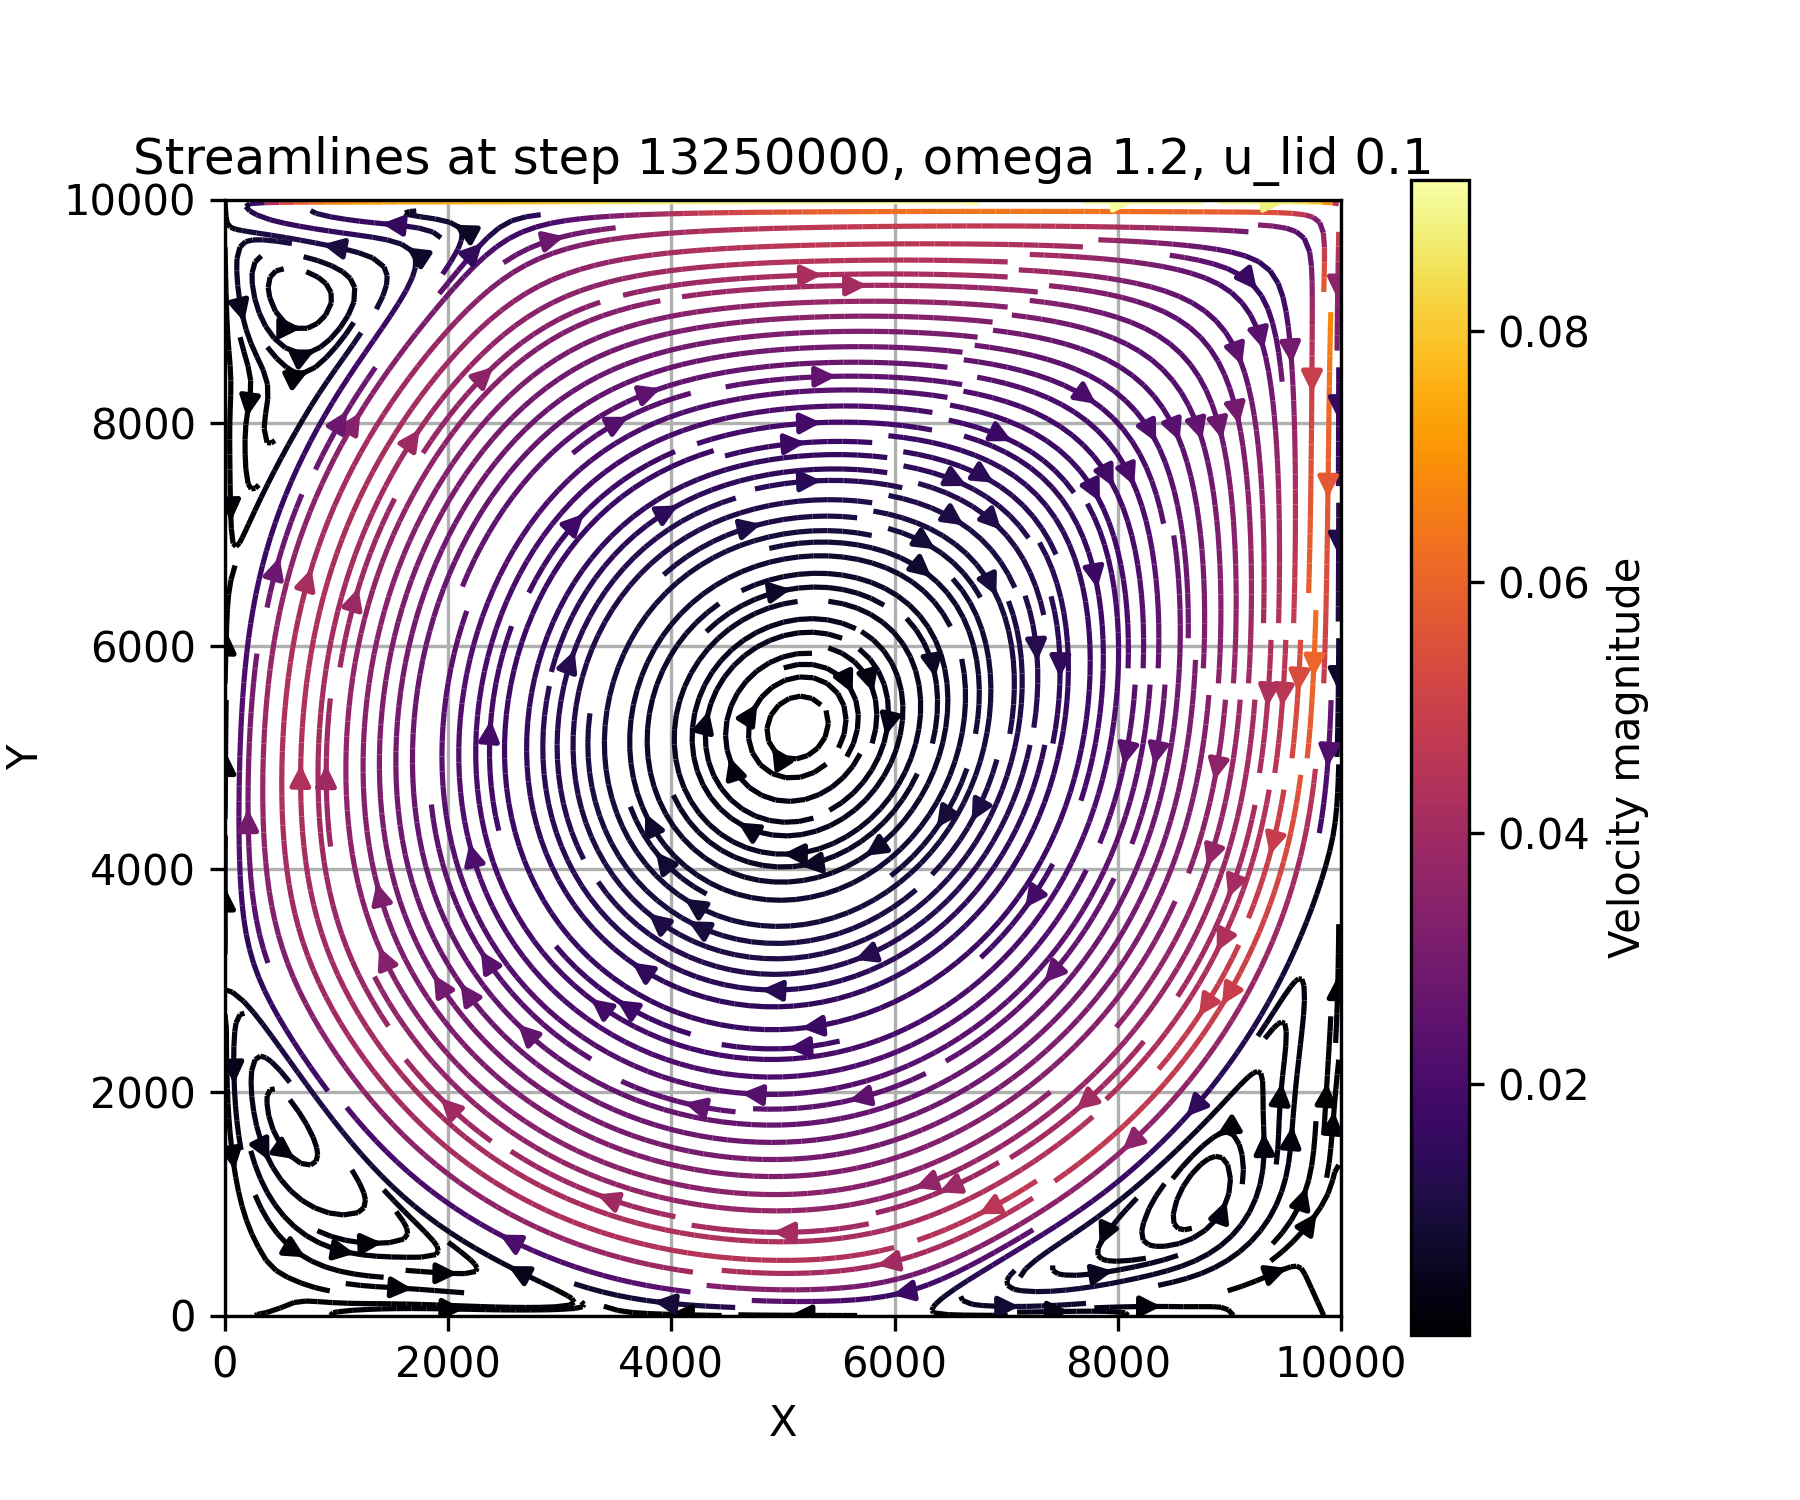 Streamlines at step 13250000, omega 1.2, u_lid 0.1
10000
8000
6000
4000
2000
0
Y
0 2000 4000 6000 8000 10000
X
0.08
0.06
0.04
0.02
Velocity magnitude